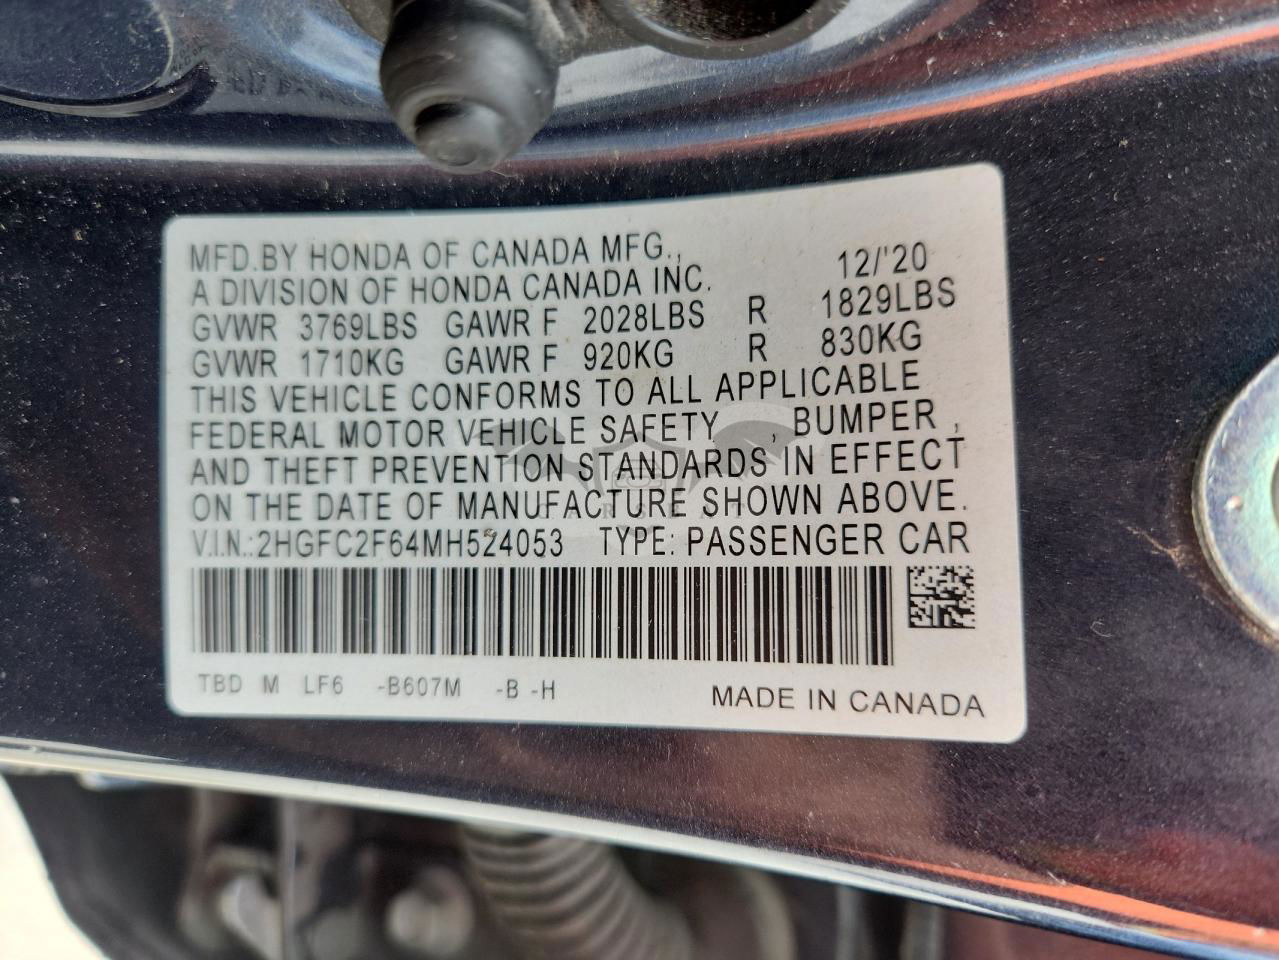 MFD.BY HONDA OF CANADA MFG.,
A DIVISION OF HONDA CANADA INC. 12/'20
GVWR 3769LBS GAWR F 2028LBS R 1829LBS
GVWR 1710KG GAWR F 920KG R 830KG
THIS VEHICLE CONFORMS TO ALL APPLICABLE
FEDERAL MOTOR VEHICLE SAFETY , BUMPER ,
AND THEFT PREVENTION STANDARDS IN EFFECT
ON THE DATE OF MANUFACTURE SHOWN ABOVE.
V.I.N.:2HGFC2F64MH524053 TYPE: PASSENGER CAR
TBD M LF6 -B607M -B -H MADE IN CANADA